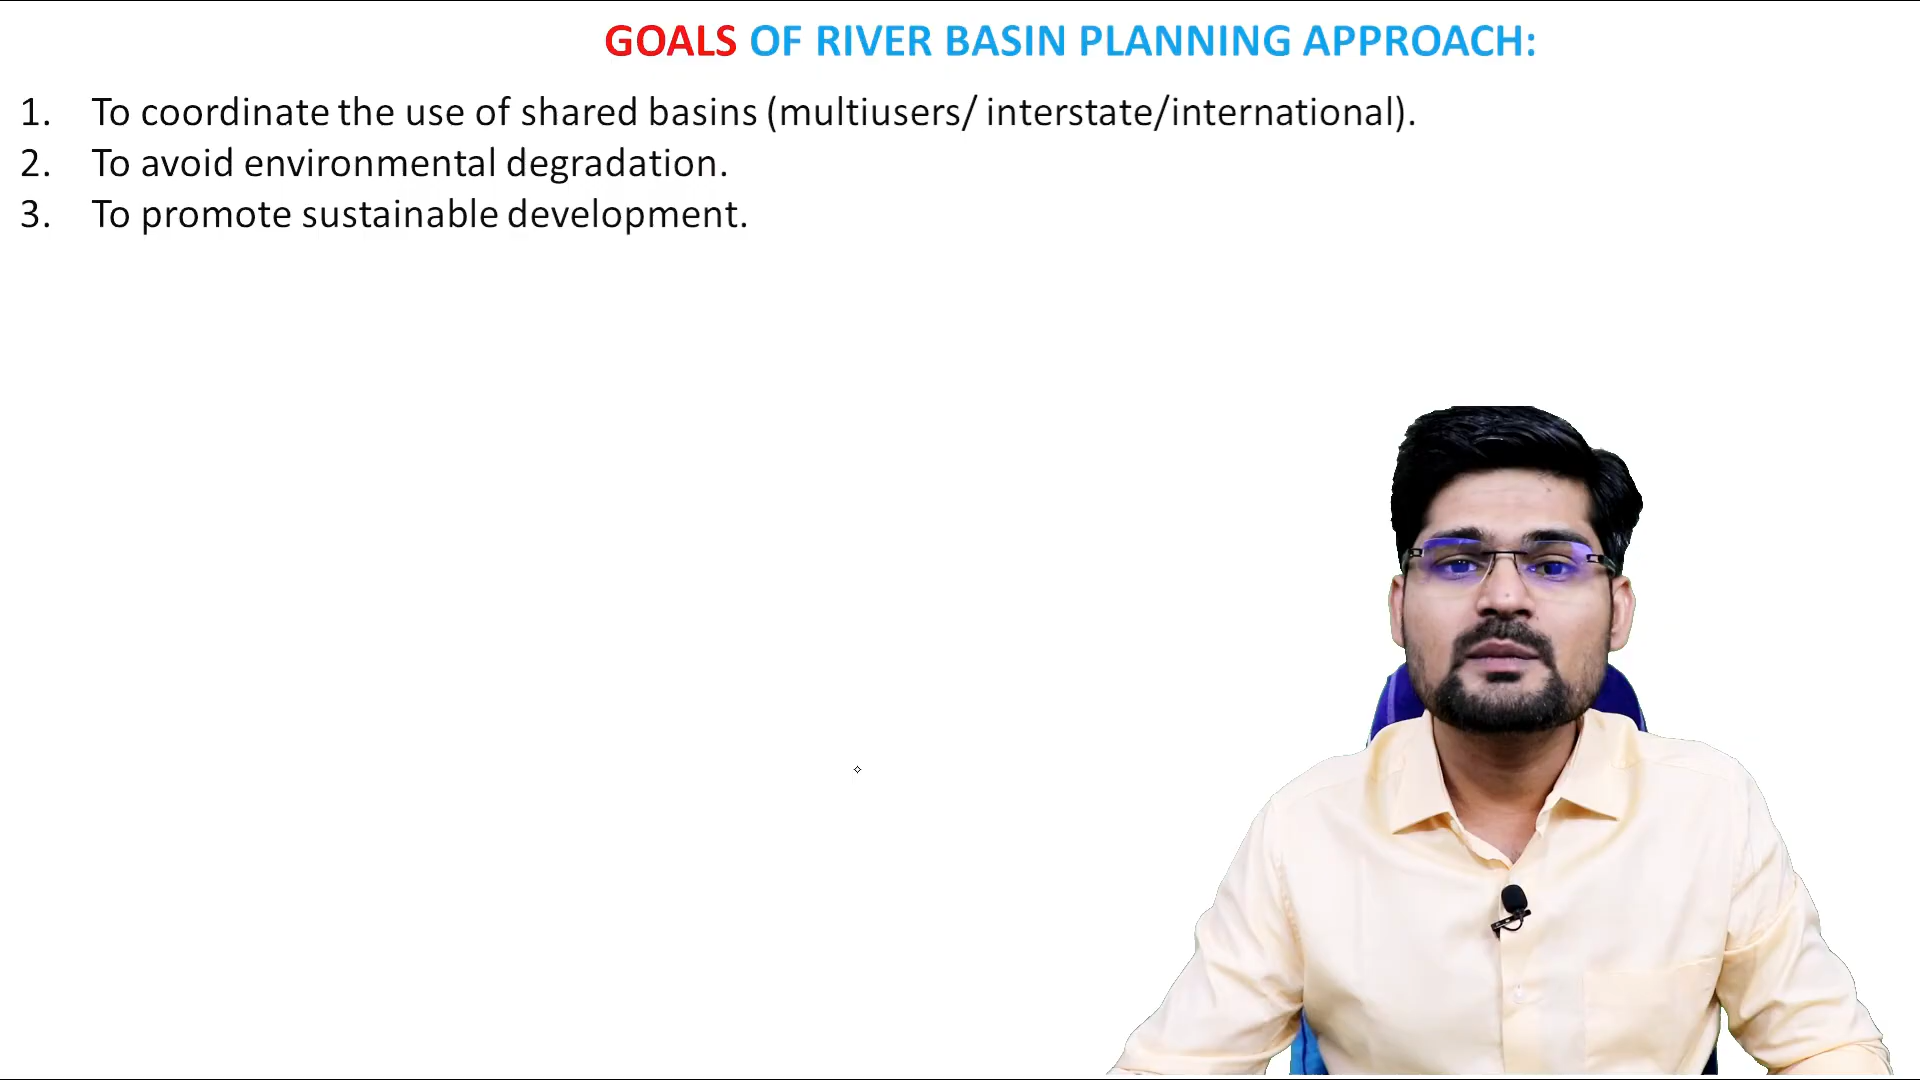 GOALS OF RIVER BASIN PLANNING APPROACH:
1. To coordinate the use of shared basins (multiusers/ interstate/international).
2. To avoid environmental degradation.
3. To promote sustainable development.